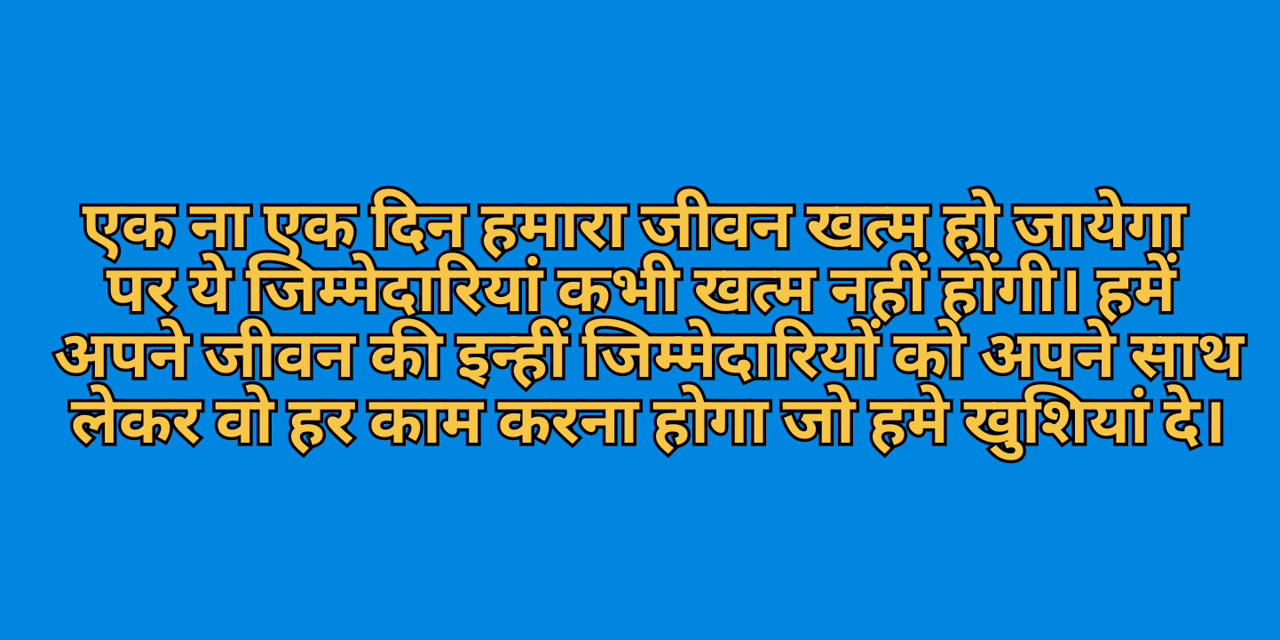 एक ना एक दिन हमारा जीवन खत्म हो जायेगा
पर ये जिम्मेदारियां कभी खत्म नहीं होंगी। हमें
अपने जीवन की इन्हीं जिम्मेदारियों को अपने साथ
लेकर वो हर काम करना होगा जो हमे खुशियां दे।